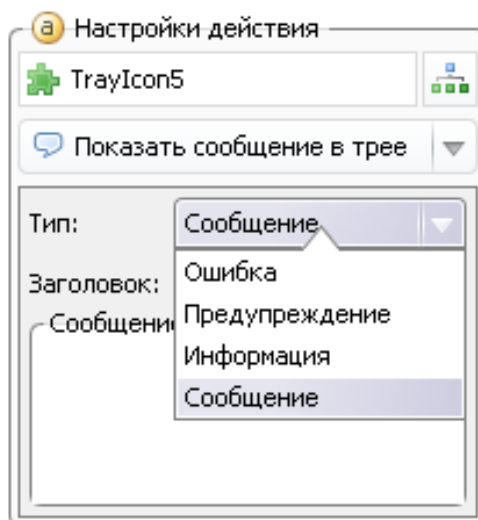 a Настройки действия
TrayIcon5
Показать сообщение в трее
Тип: Сообщение
Ошибка
Заголовок:
Предупреждение
Информация
Сообщение